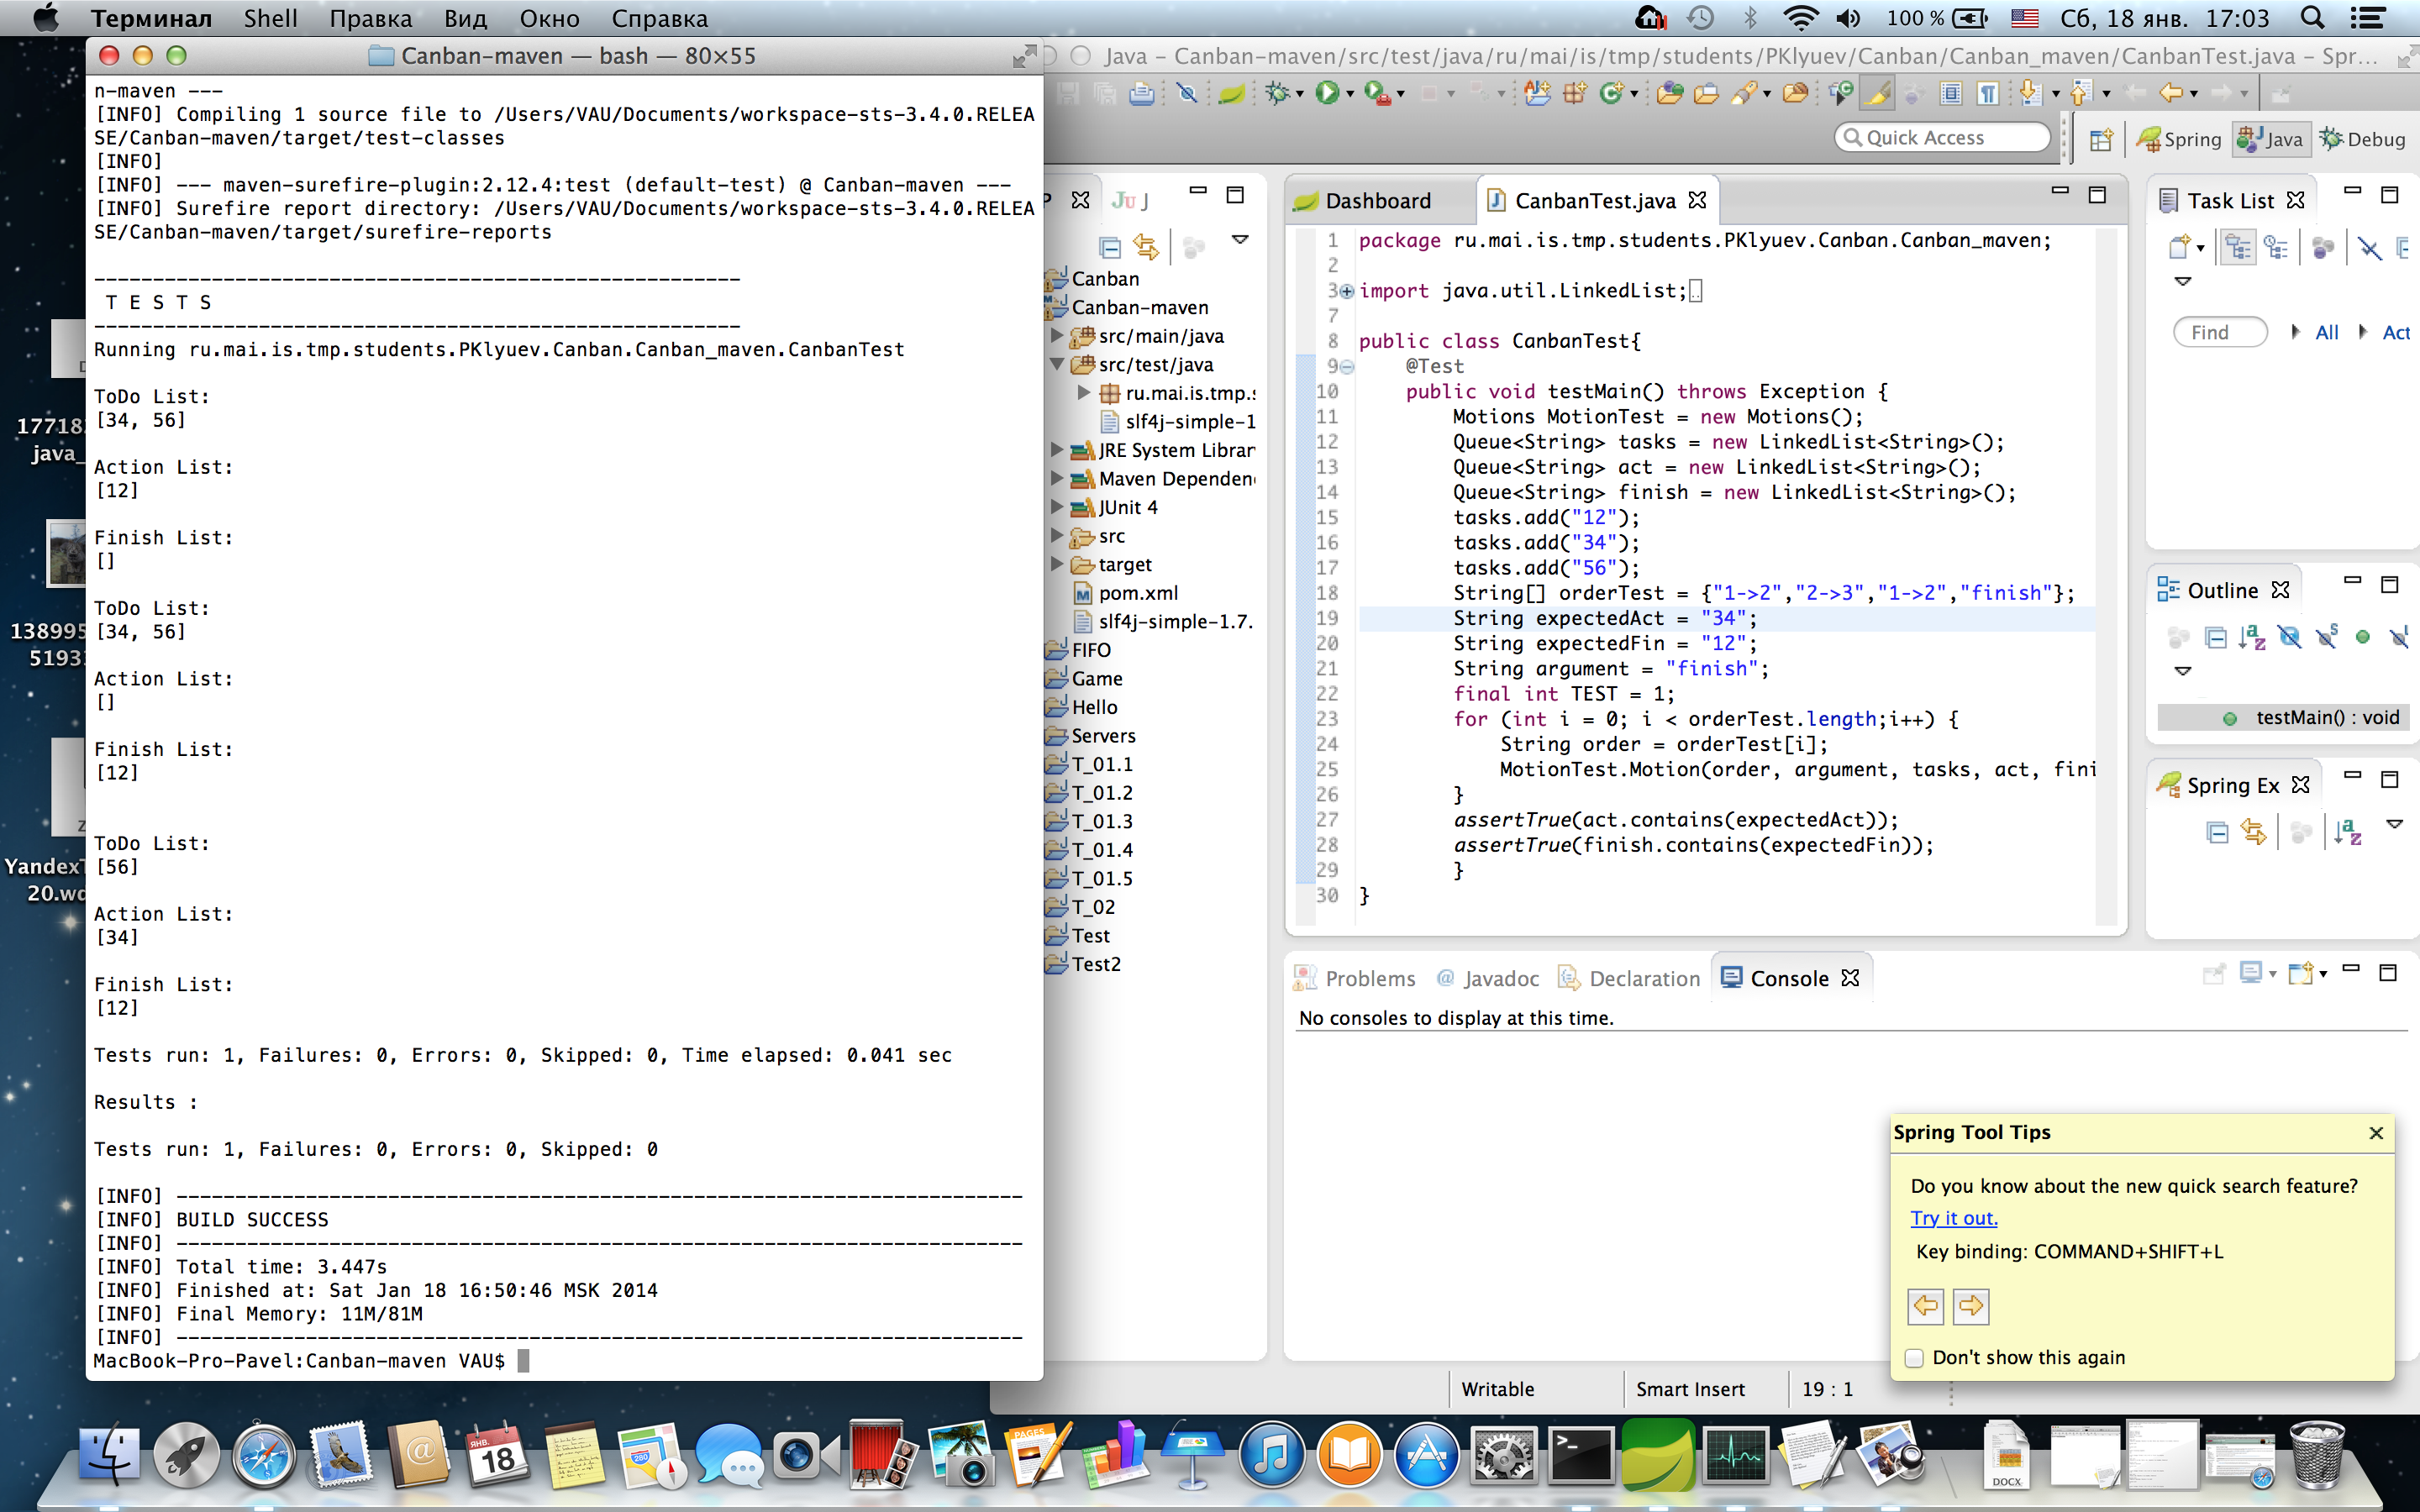 Терминал Shell Правка Вид Окно Справка 100 % Сб, 18 янв. 17:03
Canban-maven — bash — 80×55
n-maven ---
[INFO] Compiling 1 source file to /Users/VAU/Documents/workspace-sts-3.4.0.RELEA
SE/Canban-maven/target/test-classes
[INFO]
[INFO] --- maven-surefire-plugin:2.12.4:test (default-test) @ Canban-maven ---
[INFO] Surefire report directory: /Users/VAU/Documents/workspace-sts-3.4.0.RELEA
SE/Canban-maven/target/surefire-reports
-------------------------------------------------------
T E S T S
-------------------------------------------------------
Running ru.mai.is.tmp.students.PKlyuev.Canban.Canban_maven.CanbanTest
ToDo List:
[34, 56]
Action List:
[12]
Finish List:
[]
ToDo List:
[34, 56]
Action List:
[]
Finish List:
[12]
ToDo List:
[56]
Action List:
[34]
Finish List:
[12]
Tests run: 1, Failures: 0, Errors: 0, Skipped: 0, Time elapsed: 0.041 sec
Results :
Tests run: 1, Failures: 0, Errors: 0, Skipped: 0
[INFO] ------------------------------------------------------------------------
[INFO] BUILD SUCCESS
[INFO] ------------------------------------------------------------------------
[INFO] Total time: 3.447s
[INFO] Finished at: Sat Jan 18 16:50:46 MSK 2014
[INFO] Final Memory: 11M/81M
[INFO] ------------------------------------------------------------------------
MacBook-Pro-Pavel:Canban-maven VAU$
Java – Canban-maven/src/test/java/ru/mai/is/tmp/students/PKlyuev/Canban/Canban_maven/CanbanTest.java – Spr...
Quick Access
Spring Java Debug
P Ju J
Canban
Canban-maven
src/main/java
src/test/java
ru.mai.is.tmp.s
slf4j-simple-1
JRE System Librar
Maven Dependen
JUnit 4
src
target
pom.xml
slf4j-simple-1.7.
FIFO
Game
Hello
Servers
T_01.1
T_01.2
T_01.3
T_01.4
T_01.5
T_02
Test
Test2
Dashboard CanbanTest.java
1 package ru.mai.is.tmp.students.PKlyuev.Canban.Canban_maven;
2
3 import java.util.LinkedList;
7
8 public class CanbanTest{
9 @Test
10 public void testMain() throws Exception {
11 Motions MotionTest = new Motions();
12 Queue<String> tasks = new LinkedList<String>();
13 Queue<String> act = new LinkedList<String>();
14 Queue<String> finish = new LinkedList<String>();
15 tasks.add("12");
16 tasks.add("34");
17 tasks.add("56");
18 String[] orderTest = {"1->2","2->3","1->2","finish"};
19 String expectedAct = "34";
20 String expectedFin = "12";
21 String argument = "finish";
22 final int TEST = 1;
23 for (int i = 0; i < orderTest.length;i++) {
24 String order = orderTest[i];
25 MotionTest.Motion(order, argument, tasks, act, fini
26 }
27 assertTrue(act.contains(expectedAct));
28 assertTrue(finish.contains(expectedFin));
29 }
30 }
Task List
Find All Act
Outline
testMain() : void
Spring Ex
Problems Javadoc Declaration Console
No consoles to display at this time.
Spring Tool Tips
Do you know about the new quick search feature?
Try it out.
Key binding: COMMAND+SHIFT+L
Don't show this again
Writable Smart Insert 19 : 1
17718
java_
138995
5193
YandexT
20.wo
ЯНВ.
18
280
PAGES
DOCX